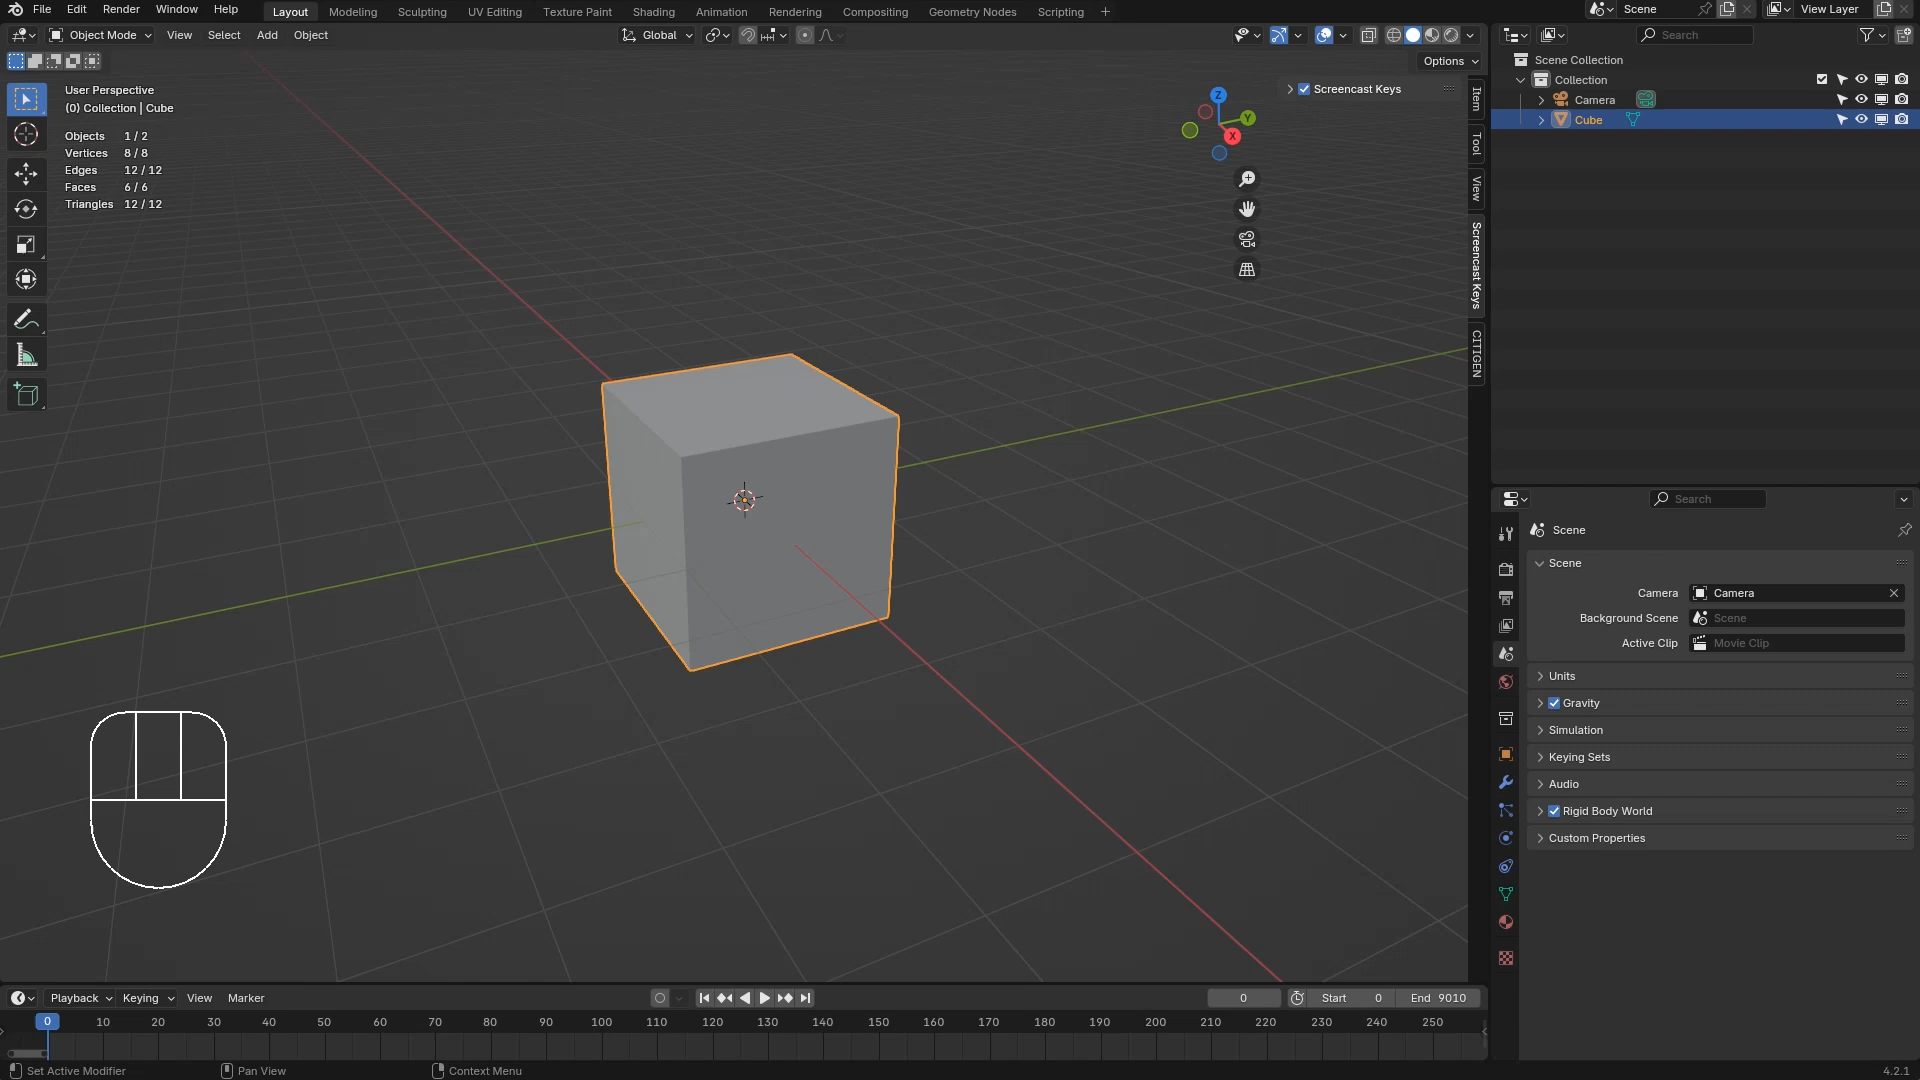 File Edit Render Window Help Layout Modeling Sculpting UV Editing Texture Paint Shading Animation Rendering Compositing Geometry Nodes Scripting + Scene View Layer
Object Mode View Select Add Object Global Search
Options
User Perspective
(0) Collection | Cube
Objects 1 / 2
Vertices 8 / 8
Edges 12 / 12
Faces 6 / 6
Triangles 12 / 12
Z
Y
X
Screencast Keys
Item
Tool
View
Screencast Keys
CITIGEN
Scene Collection
Collection
Camera
Cube
Search
Scene
Scene
Camera Camera
Background Scene Scene
Active Clip Movie Clip
Units
Gravity
Simulation
Keying Sets
Audio
Rigid Body World
Custom Properties
Playback Keying View Marker 0 Start 0 End 9010
0 10 20 30 40 50 60 70 80 90 100 110 120 130 140 150 160 170 180 190 200 210 220 230 240 250
Set Active Modifier Pan View Context Menu 4.2.1